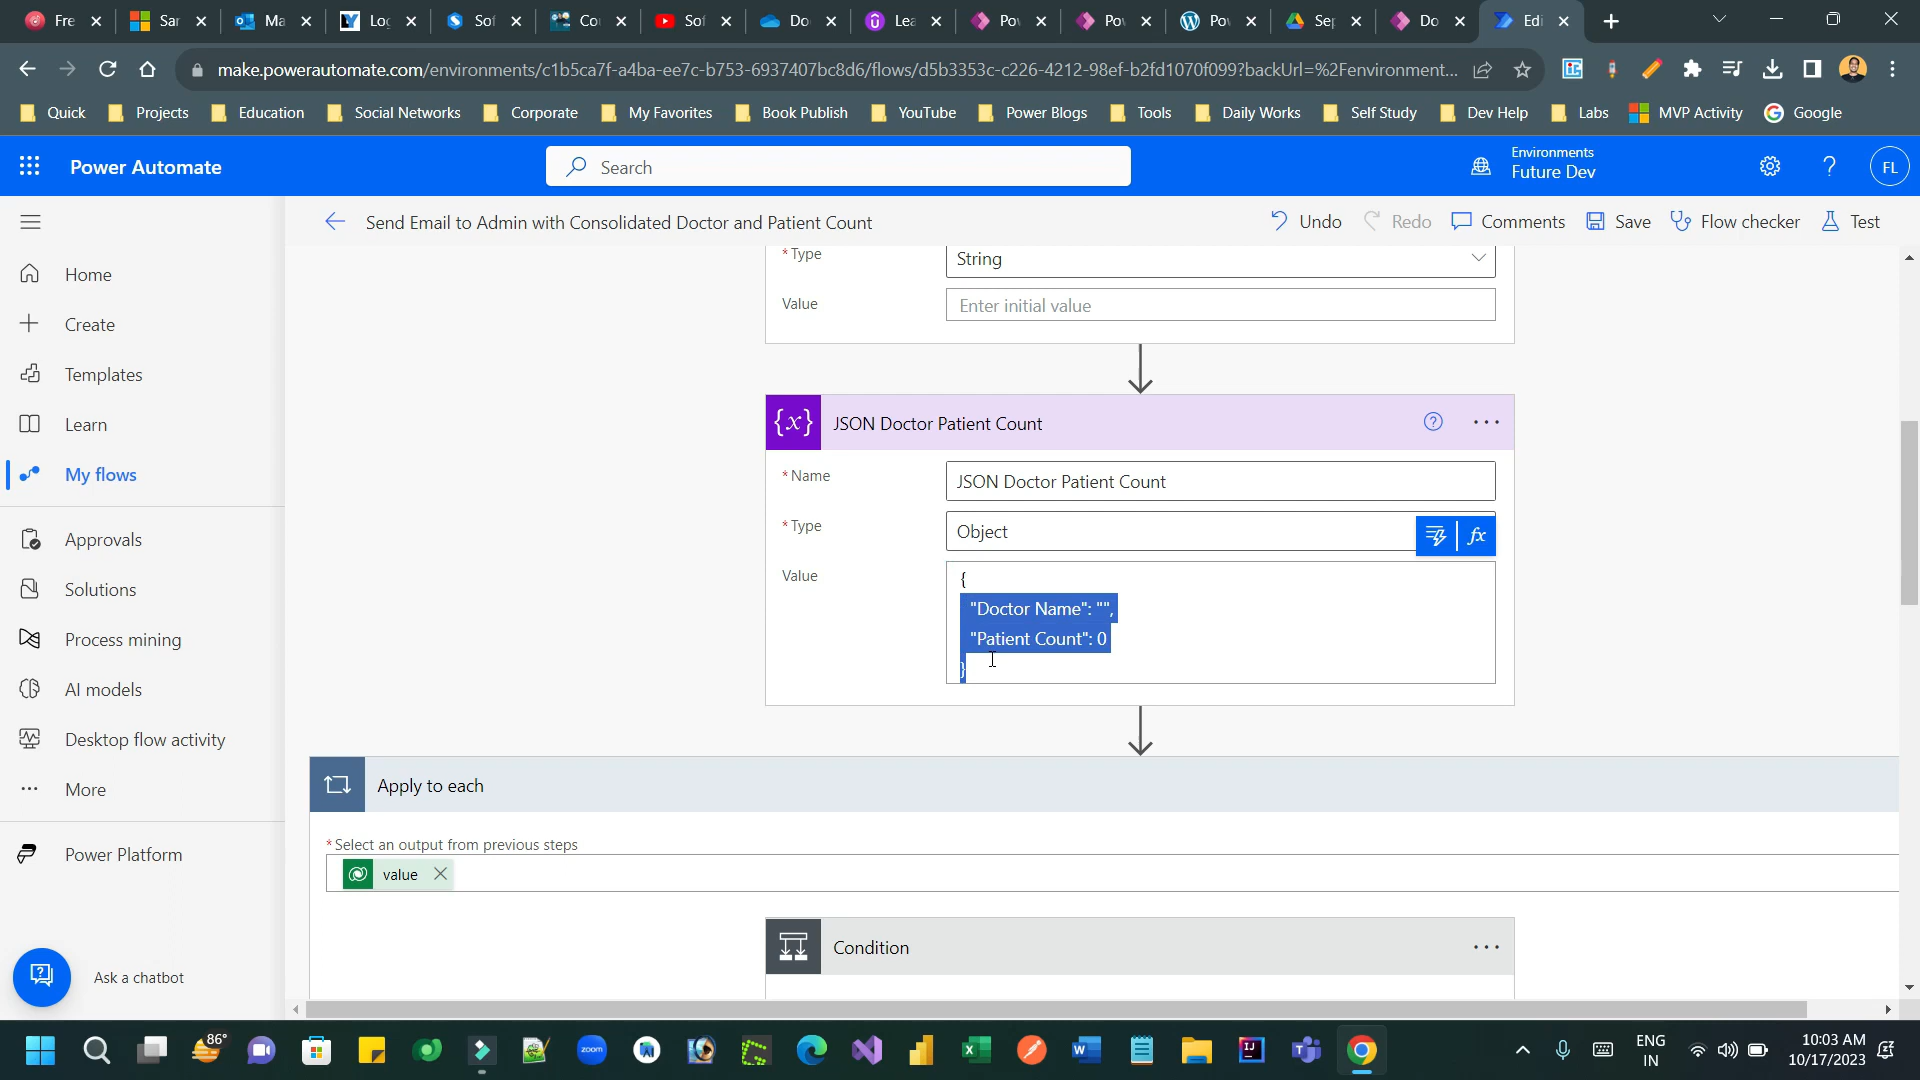 Fre
Sar
Ma
Log
Sof
Co
Sof
Do
Lea
Po
Po
Po
Sep
Do
Edi
make.powerautomate.com/environments/c1b5ca7f-a4ba-ee7c-b753-6937407bc8d6/flows/d5b3353c-c226-4212-98ef-b2fd1070f099?backUrl=%2Fenvironment...
Quick
Projects
Education
Social Networks
Corporate
My Favorites
Book Publish
YouTube
Power Blogs
Tools
Daily Works
Self Study
Dev Help
Labs
MVP Activity
Google
Power Automate
Search
Environments
Future Dev
FL
Send Email to Admin with Consolidated Doctor and Patient Count
Undo
Redo
Comments
Save
Flow checker
Test
Home
Create
Templates
Learn
My flows
Approvals
Solutions
Process mining
AI models
Desktop flow activity
More
Power Platform
Ask a chatbot
* Type
String
Value
Enter initial value
{x}
JSON Doctor Patient Count
* Name
JSON Doctor Patient Count
* Type
Object
fx
Value
{
"Doctor Name": "",
"Patient Count": 0
}
Apply to each
* Select an output from previous steps
value
Condition
86°
zoom
ENG
IN
10:03 AM
10/17/2023